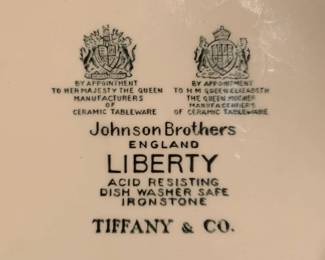 BY APPOINTMENT
TO HER MAJESTY THE QUEEN
MANUFACTURERS
OF
CERAMIC TABLEWARE
BY APPOINTMENT
TO H M QUEEN ELIZABETH
THE QUEEN MOTHER
MANUFACTURERS
OF CERAMIC TABLEWARE
Johnson Brothers
ENGLAND
LIBERTY
ACID RESISTING
DISH WASHER SAFE
IRONSTONE
TIFFANY & CO.